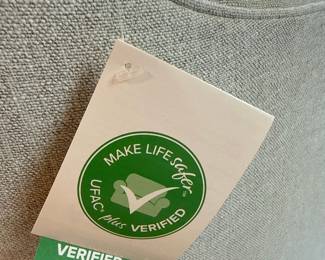 MAKE LIFE safer
UFAC plus VERIFIED
VERIFIED